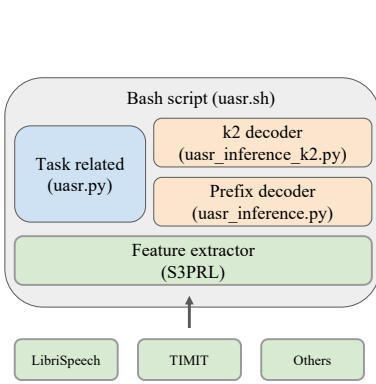 Bash script (uasr.sh)
Task related
(uasr.py)
k2 decoder
(uasr_inference_k2.py)
Prefix decoder
(uasr_inference.py)
Feature extractor
(S3PRL)
LibriSpeech
TIMIT
Others